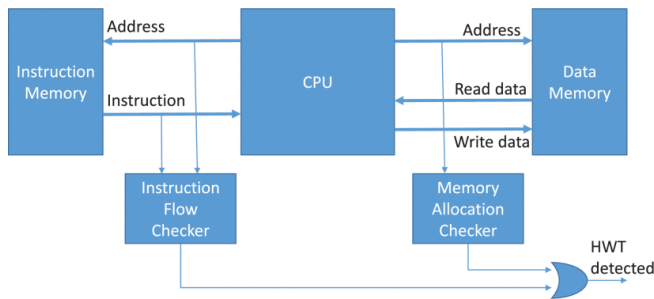 Address
Address
Instruction
Memory
CPU
Data
Memory
Instruction
Read data
Write data
Instruction
Flow
Checker
Memory
Allocation
Checker
HWT
detected